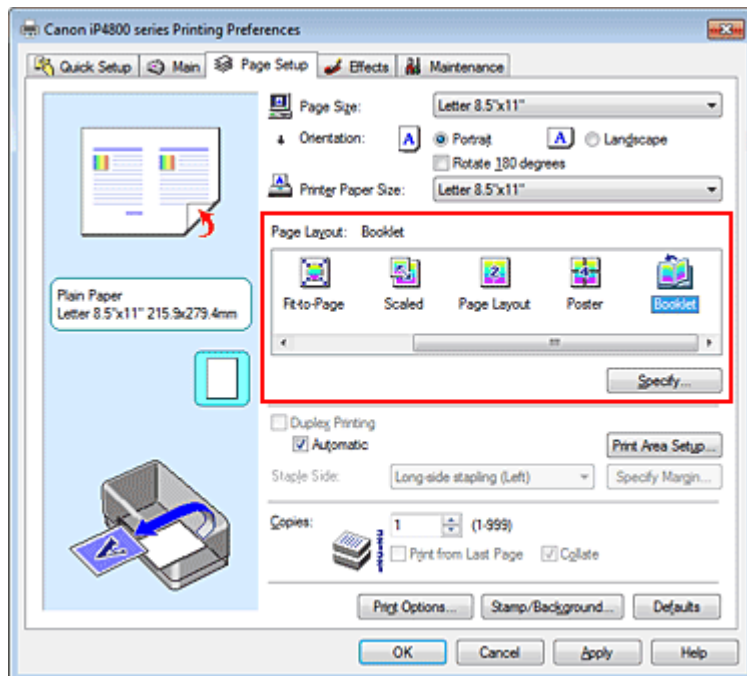 Canon iP4800 series Printing Preferences
Quick Setup Main Page Setup Effects Maintenance
Page Size: Letter 8.5"x11"
Orientation: A Portrait A Landscape
Rotate 180 degrees
Printer Paper Size: Letter 8.5"x11"
Page Layout: Booklet
Fit-to-Page Scaled Page Layout Poster Booklet
Plain Paper
Letter 8.5"x11" 215.9x279.4mm
Specify...
Duplex Printing
Automatic
Print Area Setup...
Staple Side: Long-side stapling (Left) Specify Margin...
Copies: 1 (1-999)
Print from Last Page Collate
Print Options... Stamp/Background... Defaults
OK Cancel Apply Help